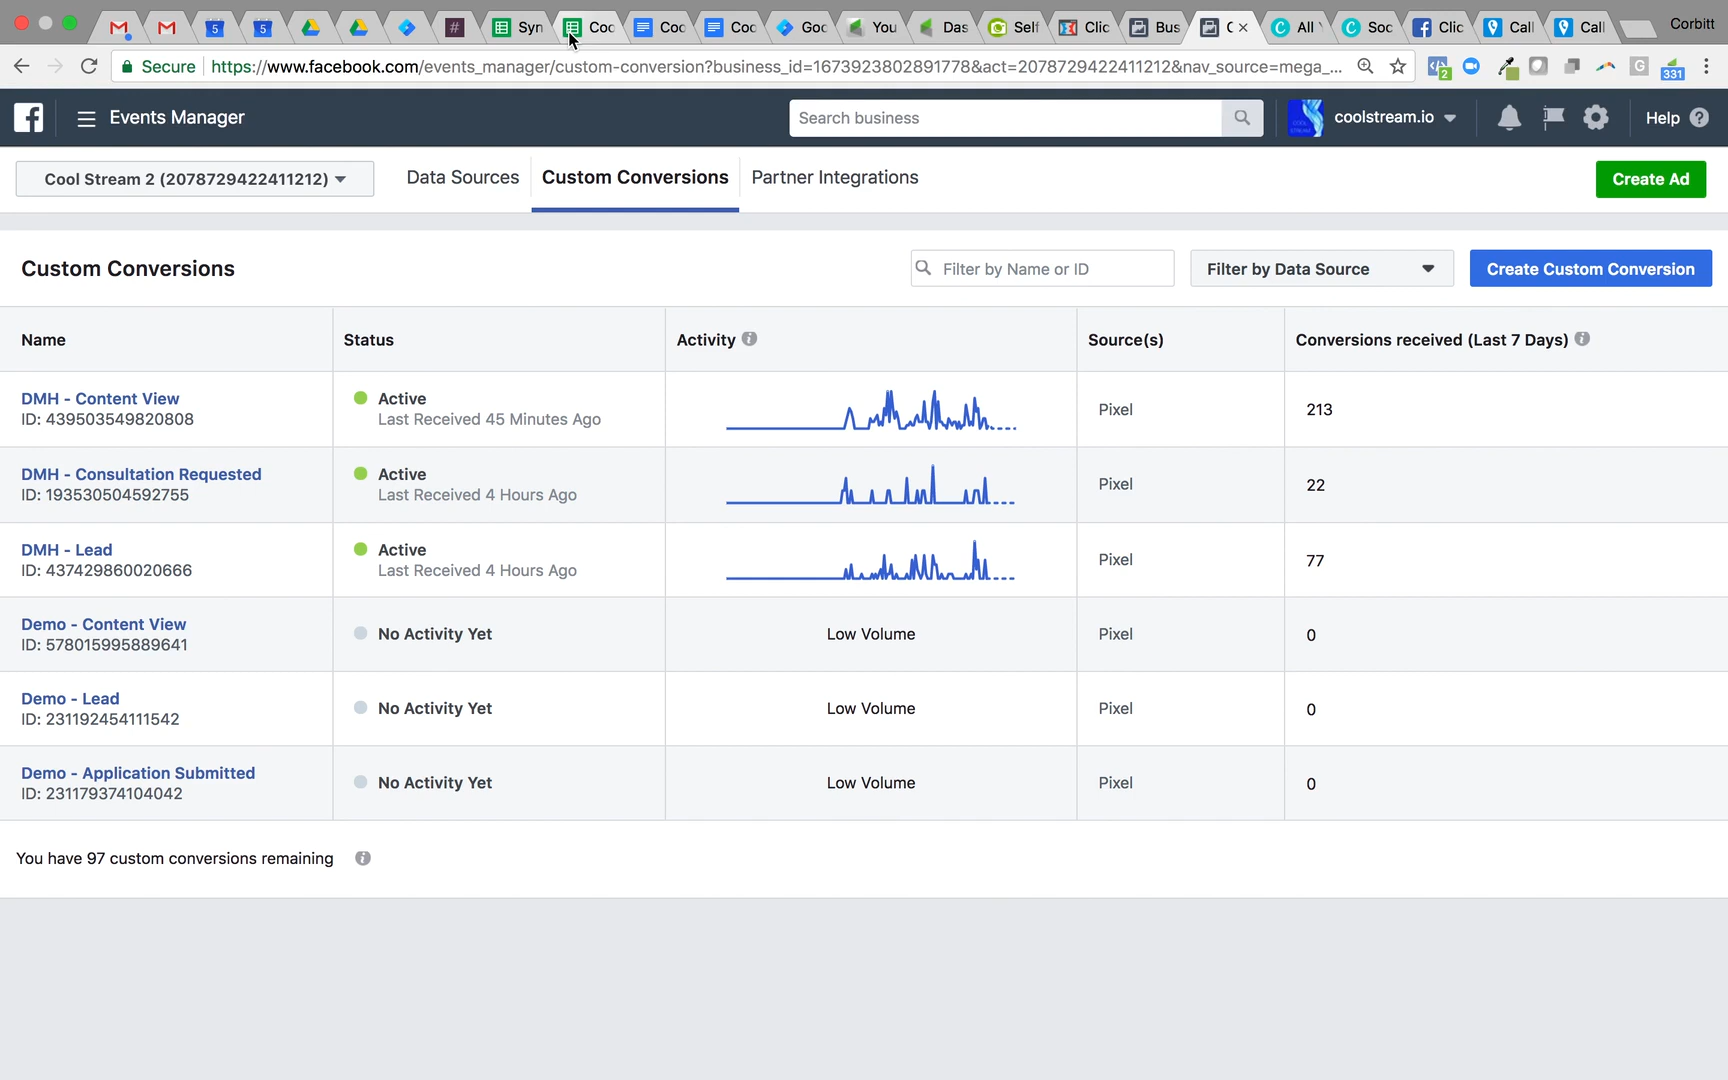 5
5
#
Syn
Coo
Coo
Coo
Goo
You
Das
Self
Clic
Bus
C
All
Soc
Clic
Call
Call
Corbitt
Secure
https://www.facebook.com/events_manager/custom-conversion?business_id=1673923802891778&act=2078729422411212&nav_source=mega_...
2
G
331
Events Manager
Search business
coolstream.io
Help
Cool Stream 2 (2078729422411212)
Data Sources
Custom Conversions
Partner Integrations
Create Ad
Custom Conversions
Filter by Name or ID
Filter by Data Source
Create Custom Conversion
Name
Status
Activity
Source(s)
Conversions received (Last 7 Days)
DMH - Content View
ID: 439503549820808
Active
Last Received 45 Minutes Ago
Pixel
213
DMH - Consultation Requested
ID: 193530504592755
Active
Last Received 4 Hours Ago
Pixel
22
DMH - Lead
ID: 437429860020666
Active
Last Received 4 Hours Ago
Pixel
77
Demo - Content View
ID: 578015995889641
No Activity Yet
Low Volume
Pixel
0
Demo - Lead
ID: 231192454111542
No Activity Yet
Low Volume
Pixel
0
Demo - Application Submitted
ID: 231179374104042
No Activity Yet
Low Volume
Pixel
0
You have 97 custom conversions remaining